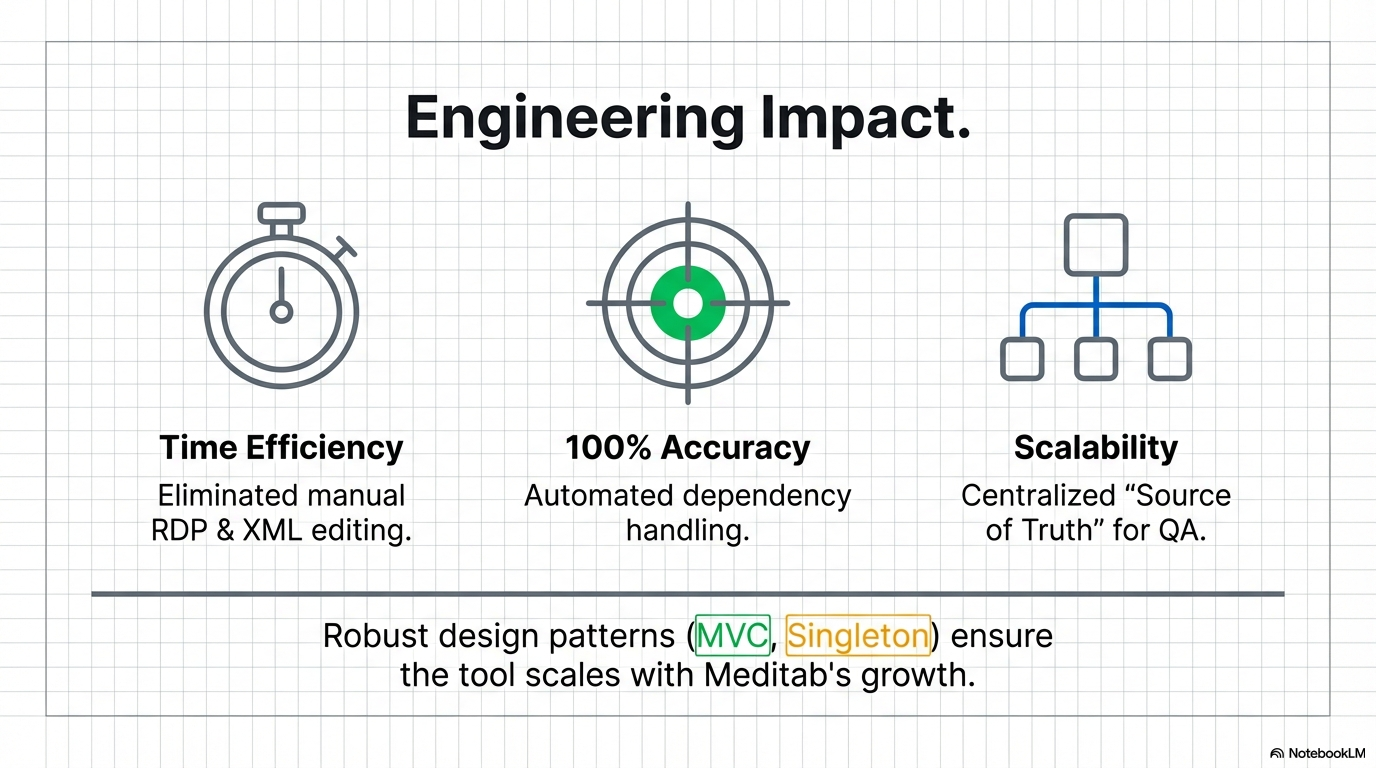 Engineering Impact.
Time Efficiency
Eliminated manual
RDP & XML editing.
100% Accuracy
Automated dependency
handling.
Scalability
Centralized “Source
of Truth” for QA.
Robust design patterns (MVC, Singleton) ensure
the tool scales with Meditab's growth.
NotebookLM